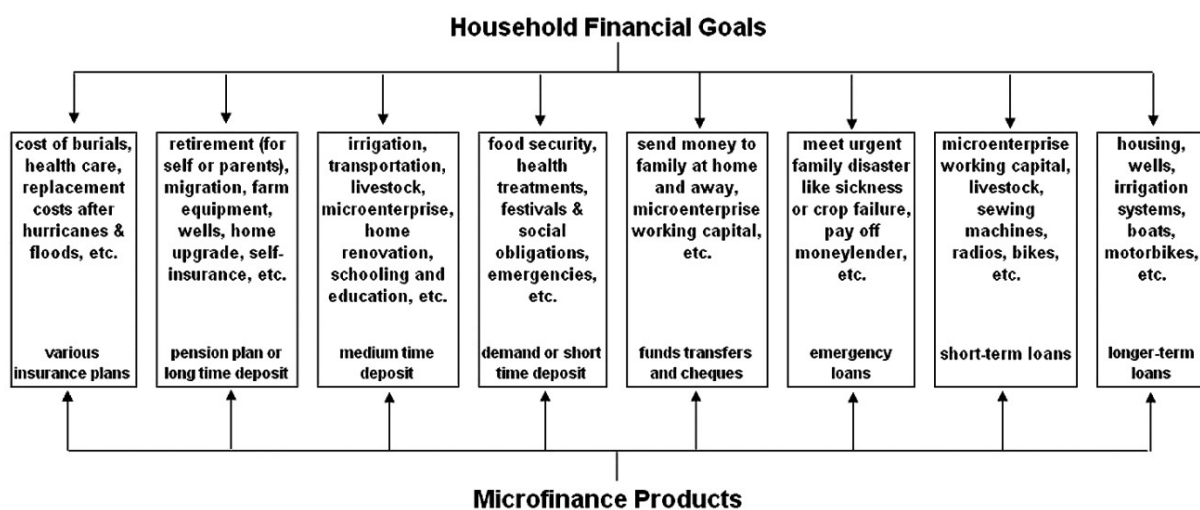 Household Financial Goals
cost of burials,
health care,
replacement
costs after
hurricanes &
floods, etc.
various
insurance plans
retirement (for
self or parents),
migration, farm
equipment,
wells, home
upgrade, self-
insurance, etc.
pension plan or
long time deposit
irrigation,
transportation,
livestock,
microenterprise,
home
renovation,
schooling and
education, etc.
medium time
deposit
food security,
health
treatments,
festivals &
social
obligations,
emergencies,
etc.
demand or short
time deposit
send money to
family at home
and away,
microenterprise
working capital,
etc.
funds transfers
and cheques
meet urgent
family disaster
like sickness
or crop failure,
pay off
moneylender,
etc.
emergency
loans
microenterprise
working capital,
livestock,
sewing
machines,
radios, bikes,
etc.
short-term loans
housing,
wells,
irrigation
systems,
boats,
motorbikes,
etc.
longer-term
loans
Microfinance Products